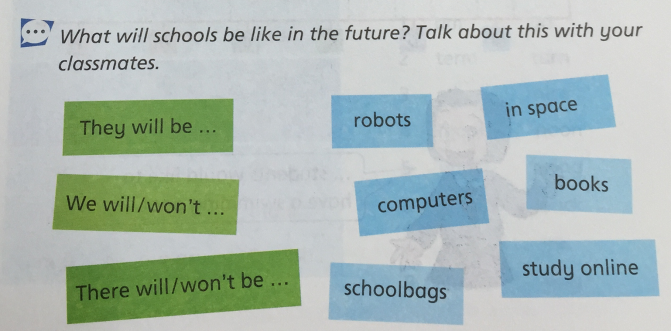 What will schools be like in the future? Talk about this with your
classmates.
They will be ...
robots
in space
We will/won't ...
computers
books
There will/won't be ...
schoolbags
study online